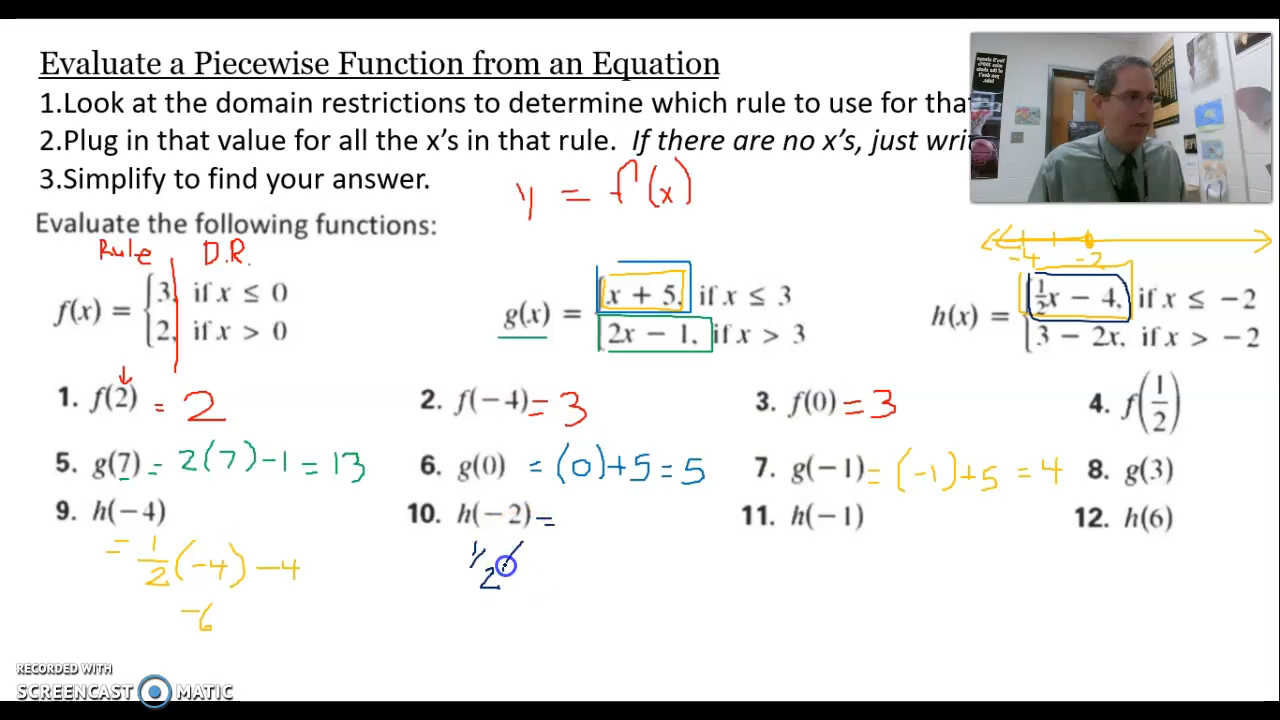 Evaluate a Piecewise Function from an Equation
1.Look at the domain restrictions to determine which rule to use for tha
2.Plug in that value for all the x's in that rule. If there are no x's, just wri
3.Simplify to find your answer.
y = f(x)
Evaluate the following functions:
Rule D.R.
-4 -2
f(x) = { 3, if x ≤ 0
2, if x > 0
g(x) = { x + 5, if x ≤ 3
2x − 1, if x > 3
h(x) = { 1/2 x − 4, if x ≤ −2
3 − 2x, if x > −2
1. f(2) = 2 2. f(−4) = 3 3. f(0) = 3 4. f(1/2)
5. g(7) = 2(7)-1 = 13 6. g(0) = (0)+5 = 5 7. g(−1) = (-1)+5 = 4 8. g(3)
9. h(−4) 10. h(−2) = 11. h(−1) 12. h(6)
= 1/2 (-4) -4 1/2 (
-6
RECORDED WITH
SCREENCAST MATIC